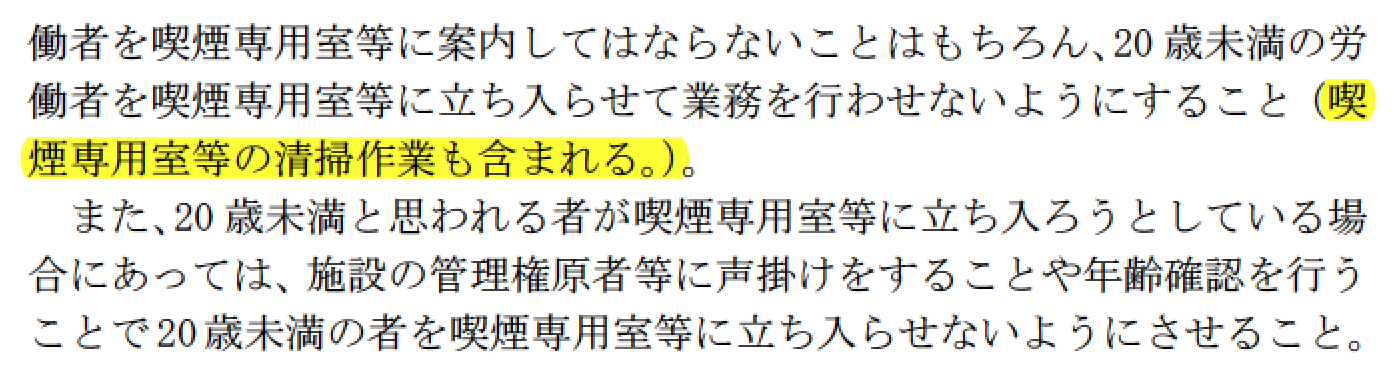 働者を喫煙専用室等に案内してはならないことはもちろん、20 歳未満の労
働者を喫煙専用室等に立ち入らせて業務を行わせないようにすること（喫
煙専用室等の清掃作業も含まれる。）。
また、20 歳未満と思われる者が喫煙専用室等に立ち入ろうとしている場
合にあっては、施設の管理権原者等に声掛けをすることや年齢確認を行う
ことで 20 歳未満の者を喫煙専用室等に立ち入らせないようにさせること。